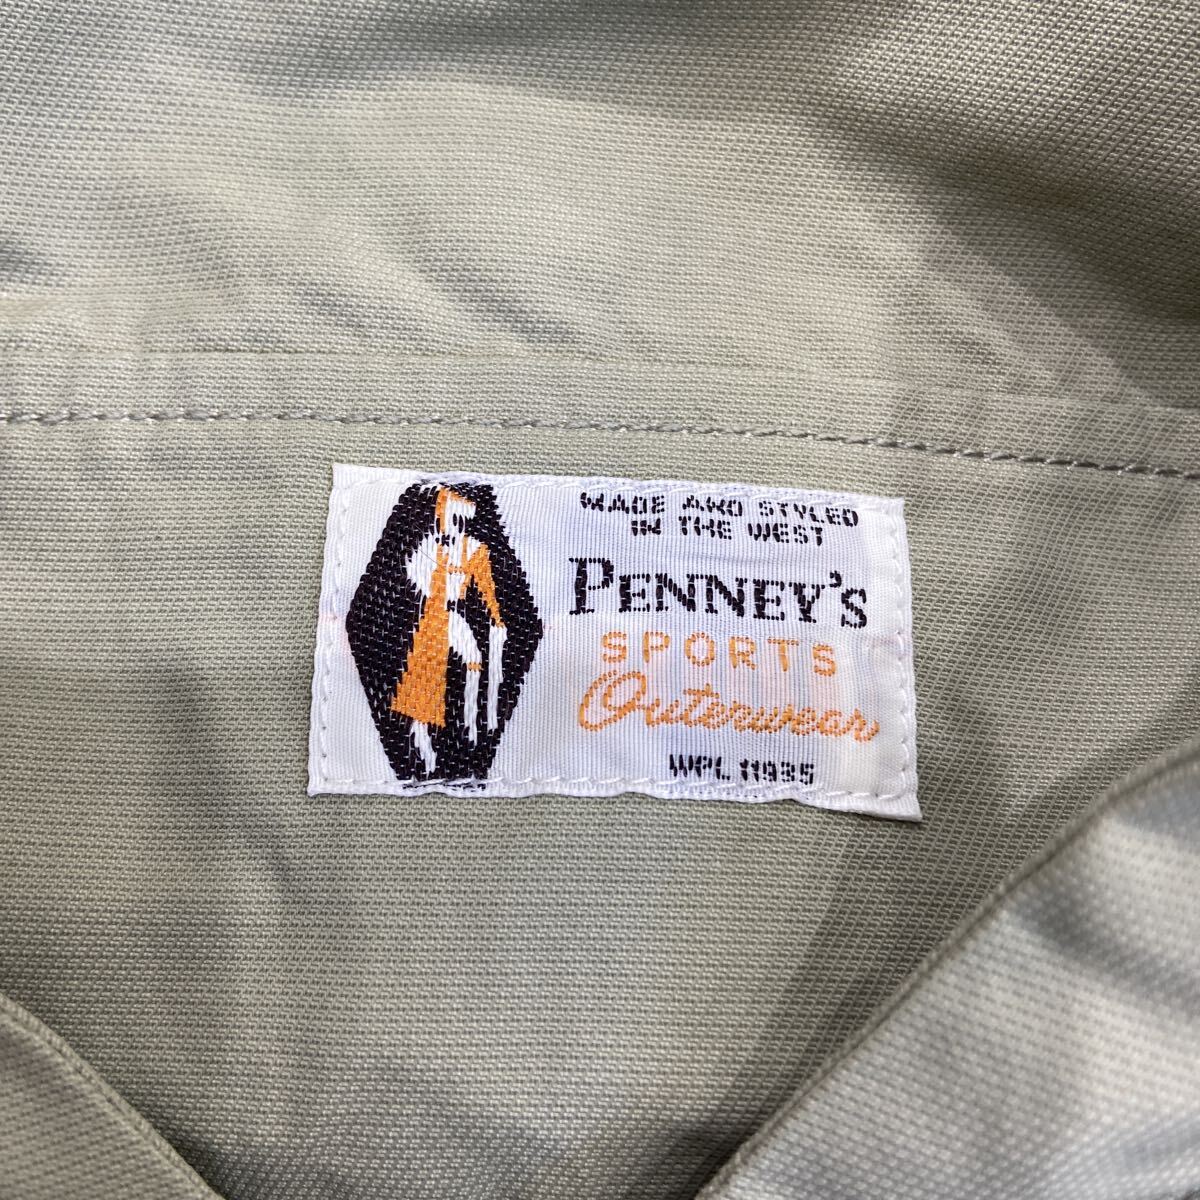 MADE AND STYLED
IN THE WEST
PENNEY'S
SPORTS
Outerwear
WPL 11935